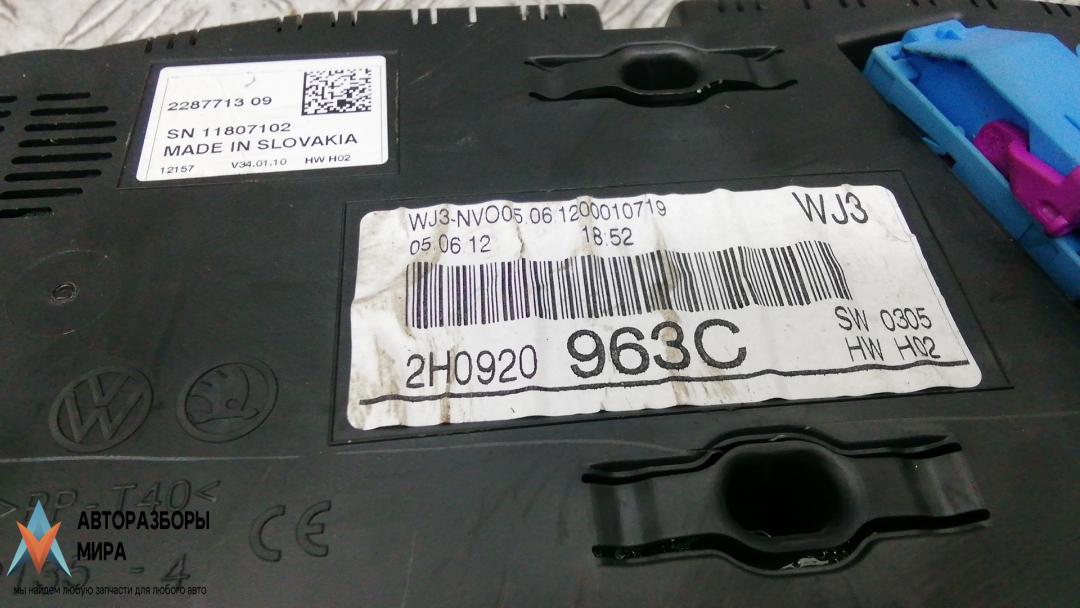 2287713 09
SN 11807102
MADE IN SLOVAKIA
12157 V34.01.10 HW H02
WJ3-NVO05.06.1200010719
WJ3
05.06.12 18:52
2H0920 963C
SW 0305
HW H02
VW
>PP-T40<
CE
АВТОРАЗБОРЫ
МИРА
- 4
мы найдем любую запчасти для любого авто